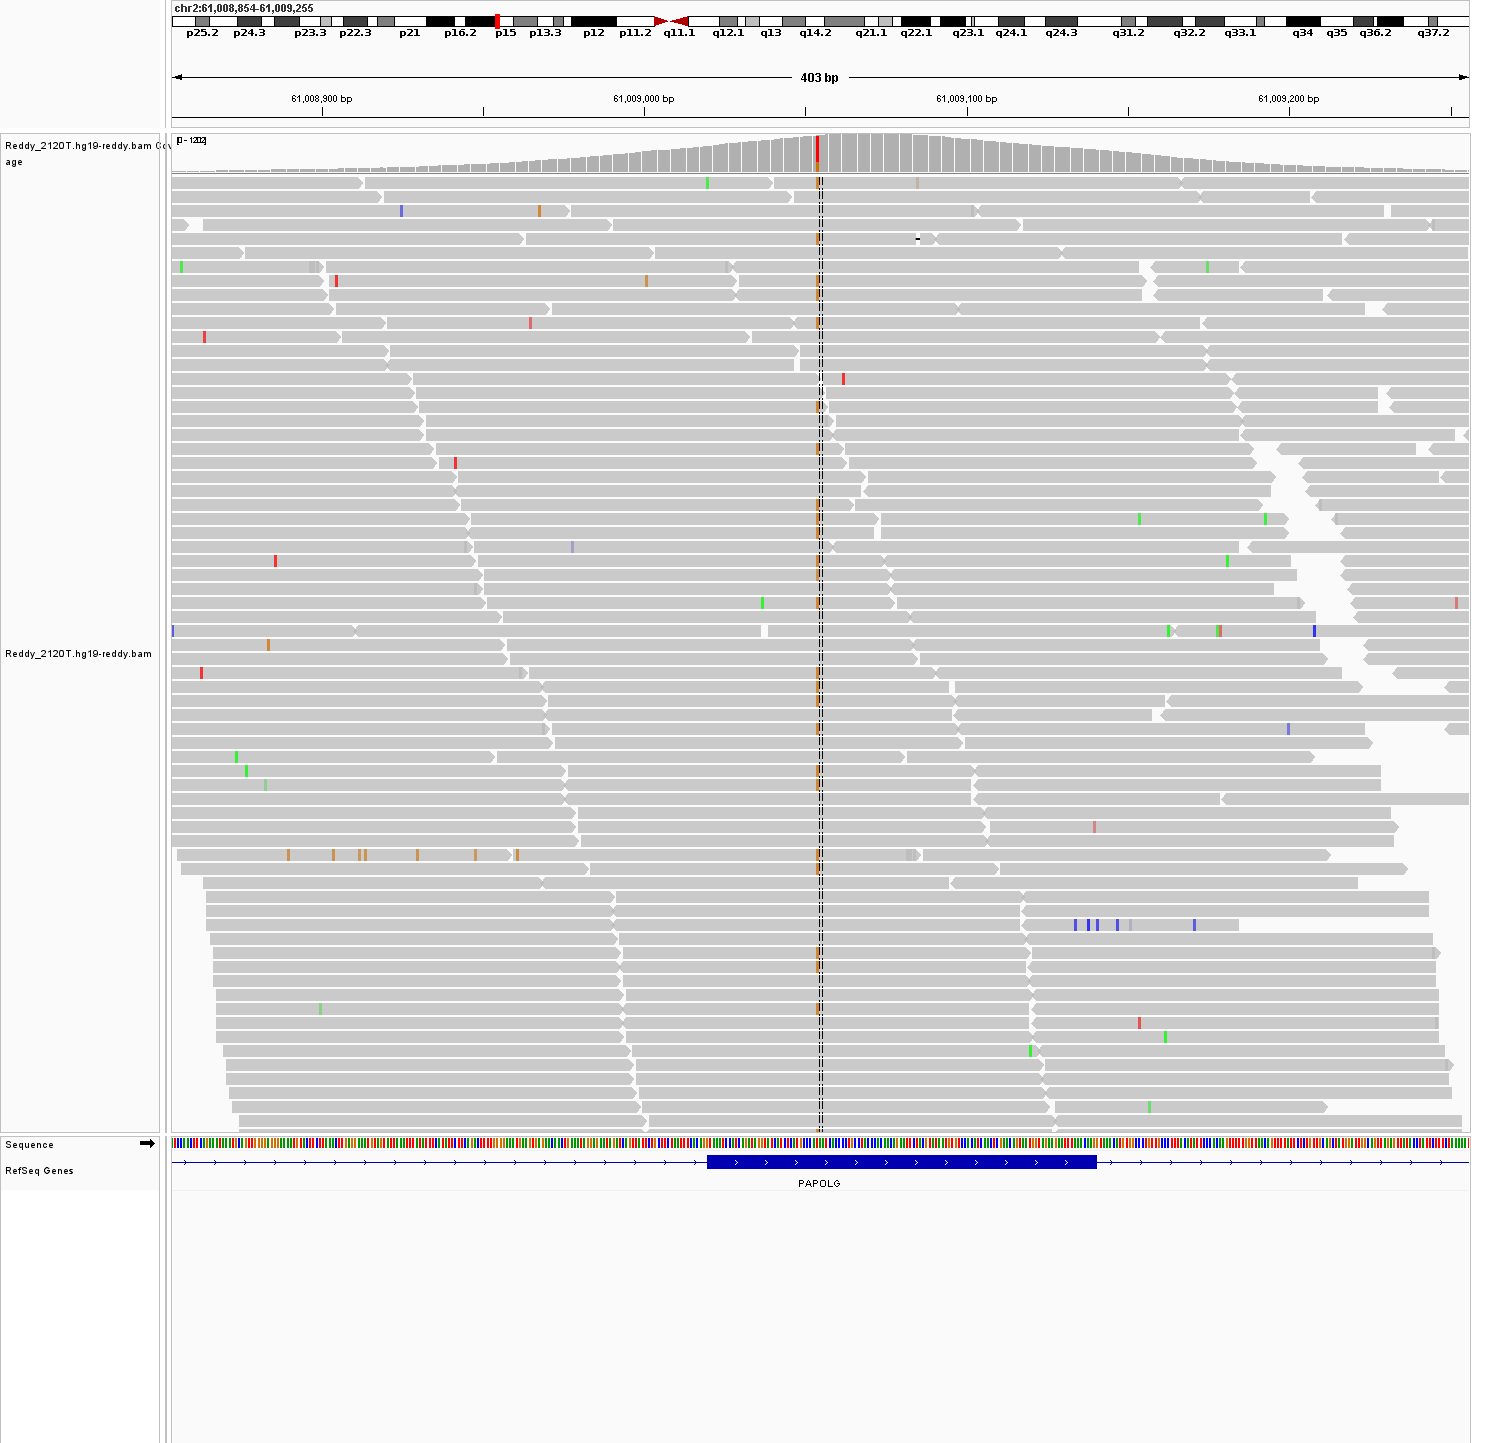 chr2:61,008,854-61,009,255
p25.2 p24.3 p23.3 p22.3 p21 p16.2 p15 p13.3 p12 p11.2 q11.1 q12.1 q13 q14.2 q21.1 q22.1 q23.1 q24.1 q24.3 q31.2 q32.2 q33.1 q34 q35 q36.2 q37.2
403 bp
61,008,900 bp 61,009,000 bp 61,009,100 bp 61,009,200 bp
Reddy_2120T.hg19-reddy.bam Cov
age
Reddy_2120T.hg19-reddy.bam
Sequence
RefSeq Genes
PAPOLG